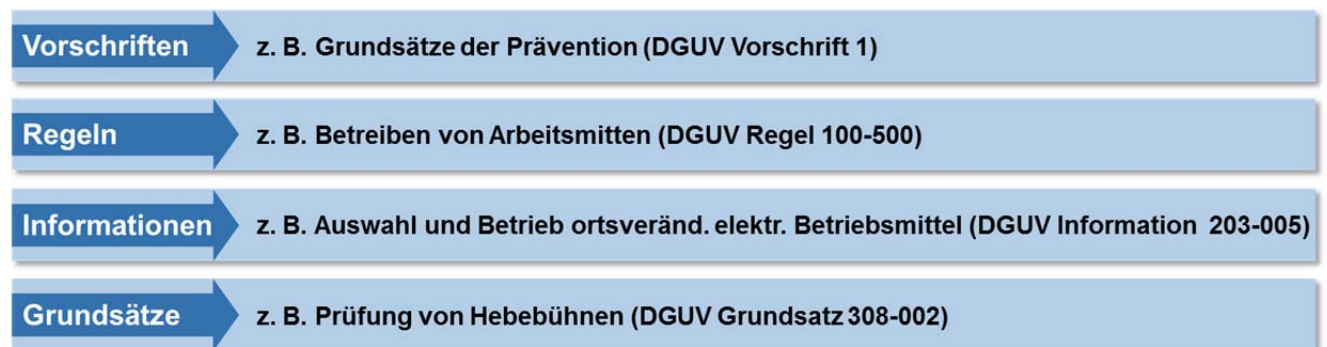 Vorschriften z. B. Grundsätze der Prävention (DGUV Vorschrift 1)
Regeln z. B. Betreiben von Arbeitsmitten (DGUV Regel 100-500)
Informationen z. B. Auswahl und Betrieb ortsveränd. elektr. Betriebsmittel (DGUV Information 203-005)
Grundsätze z. B. Prüfung von Hebebühnen (DGUV Grundsatz 308-002)